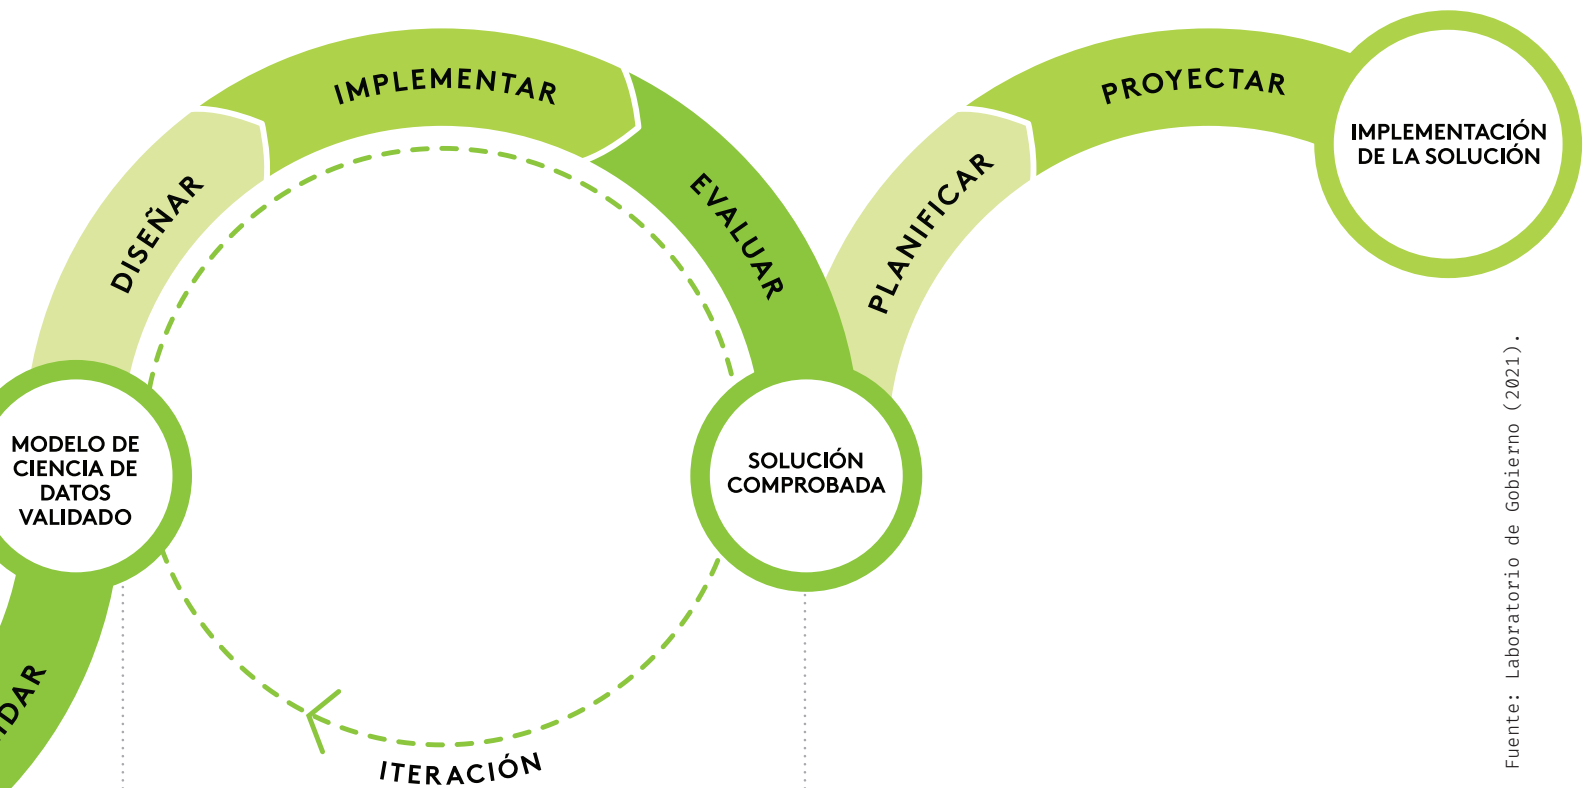 IMPLEMENTAR
PROYECTAR
IMPLEMENTACIÓN
DE LA SOLUCIÓN
DISEÑAR
EVALUAR
PLANIFICAR
MODELO DE
CIENCIA DE
DATOS
VALIDADO
SOLUCIÓN
COMPROBADA
DAR
ITERACIÓN
Fuente: Laboratorio de Gobierno (2021).